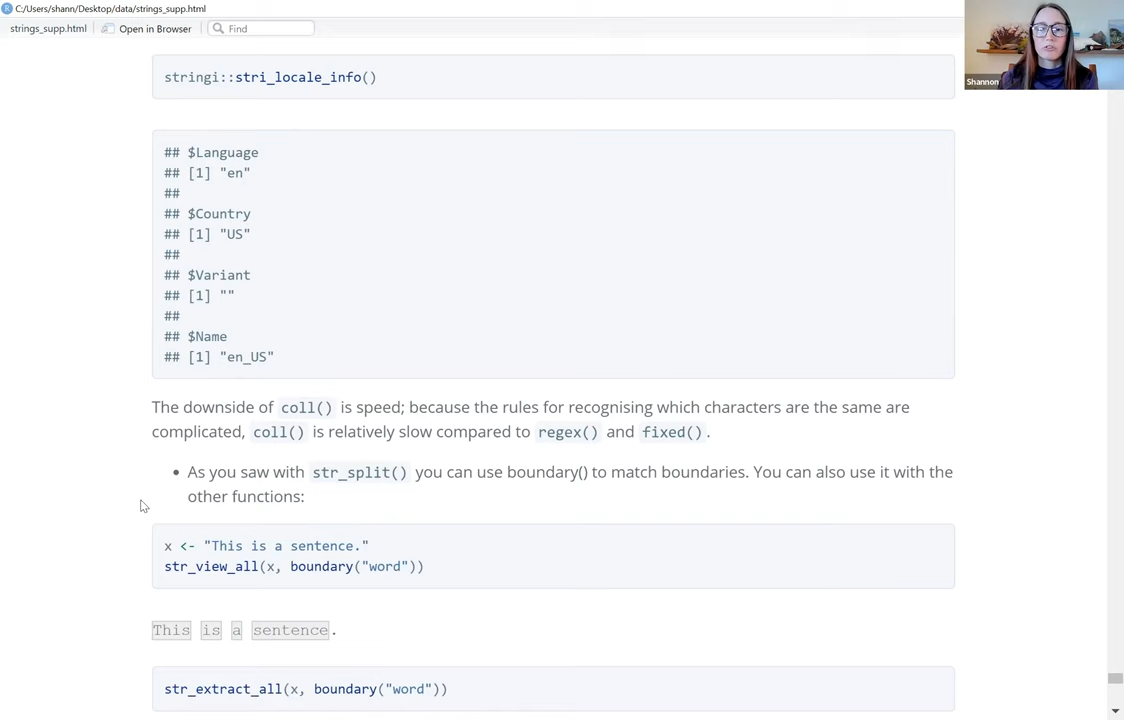 C:/Users/shann/Desktop/data/strings_supp.html
strings_supp.html
Open in Browser
Find
Shannon
stringi::stri_locale_info()
## $Language
## [1] "en"
##
## $Country
## [1] "US"
##
## $Variant
## [1] ""
##
## $Name
## [1] "en_US"
The downside of coll() is speed; because the rules for recognising which characters are the same are
complicated, coll() is relatively slow compared to regex() and fixed().
• As you saw with str_split() you can use boundary() to match boundaries. You can also use it with the
other functions:
x <- "This is a sentence."
str_view_all(x, boundary("word"))
This is a sentence.
str_extract_all(x, boundary("word"))